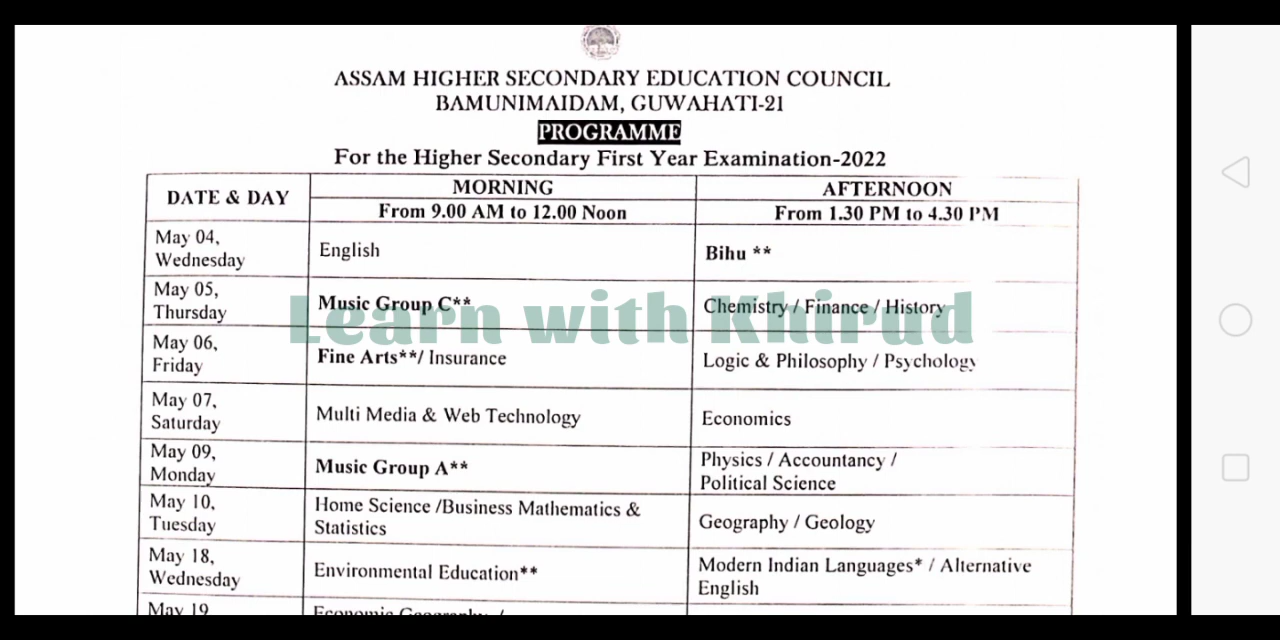 ASSAM HIGHER SECONDARY EDUCATION COUNCIL
BAMUNIMAIDAM, GUWAHATI-21
PROGRAMME
For the Higher Secondary First Year Examination-2022
DATE & DAY
MORNING
AFTERNOON
From 9.00 AM to 12.00 Noon
From 1.30 PM to 4.30 PM
May 04,
Wednesday
English
Bihu **
May 05,
Thursday
Music Group C**
Chemistry / Finance / History
Learn with Khirud
May 06,
Friday
Fine Arts**/ Insurance
Logic & Philosophy / Psychology
May 07,
Saturday
Multi Media & Web Technology
Economics
May 09,
Monday
Music Group A**
Physics / Accountancy /
Political Science
May 10,
Tuesday
Home Science /Business Mathematics &
Statistics
Geography / Geology
May 18,
Wednesday
Environmental Education**
Modern Indian Languages* / Alternative
English
May 19
Economic Geography /